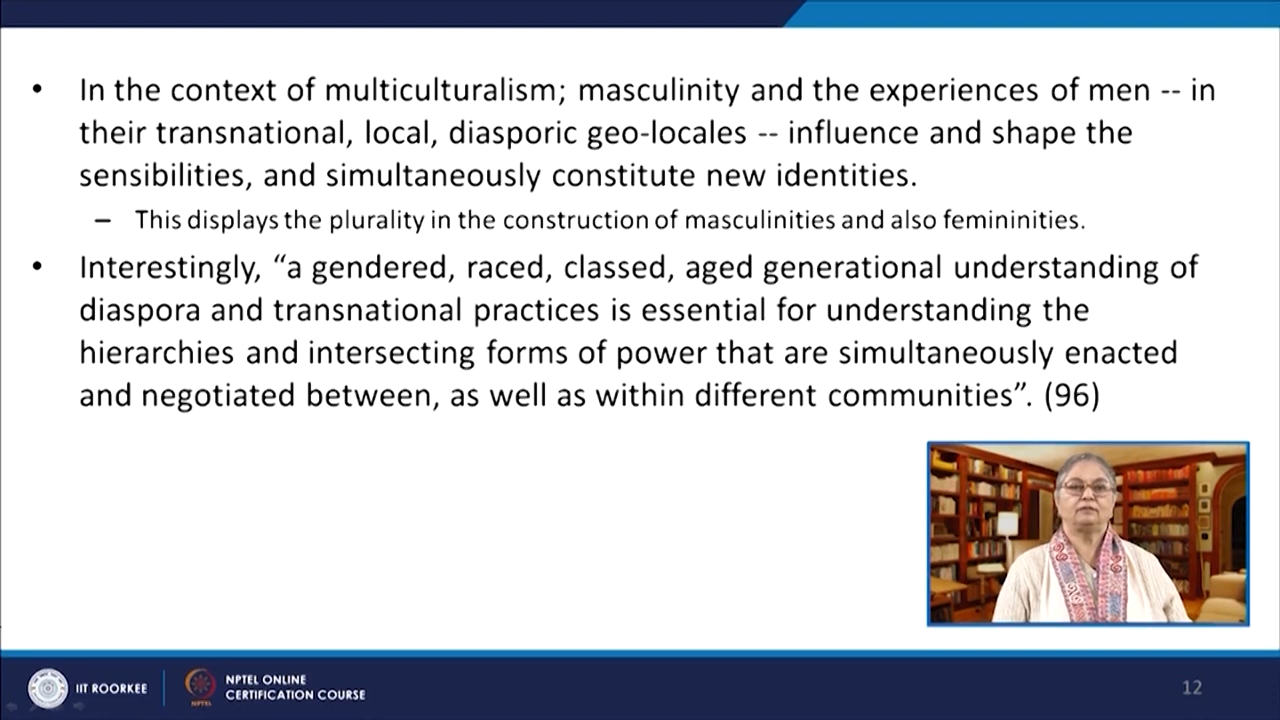 • In the context of multiculturalism; masculinity and the experiences of men -- in
their transnational, local, diasporic geo-locales -- influence and shape the
sensibilities, and simultaneously constitute new identities.
– This displays the plurality in the construction of masculinities and also femininities.
• Interestingly, “a gendered, raced, classed, aged generational understanding of
diaspora and transnational practices is essential for understanding the
hierarchies and intersecting forms of power that are simultaneously enacted
and negotiated between, as well as within different communities”. (96)
IIT ROORKEE
NPTEL
NPTEL ONLINE
CERTIFICATION COURSE
12